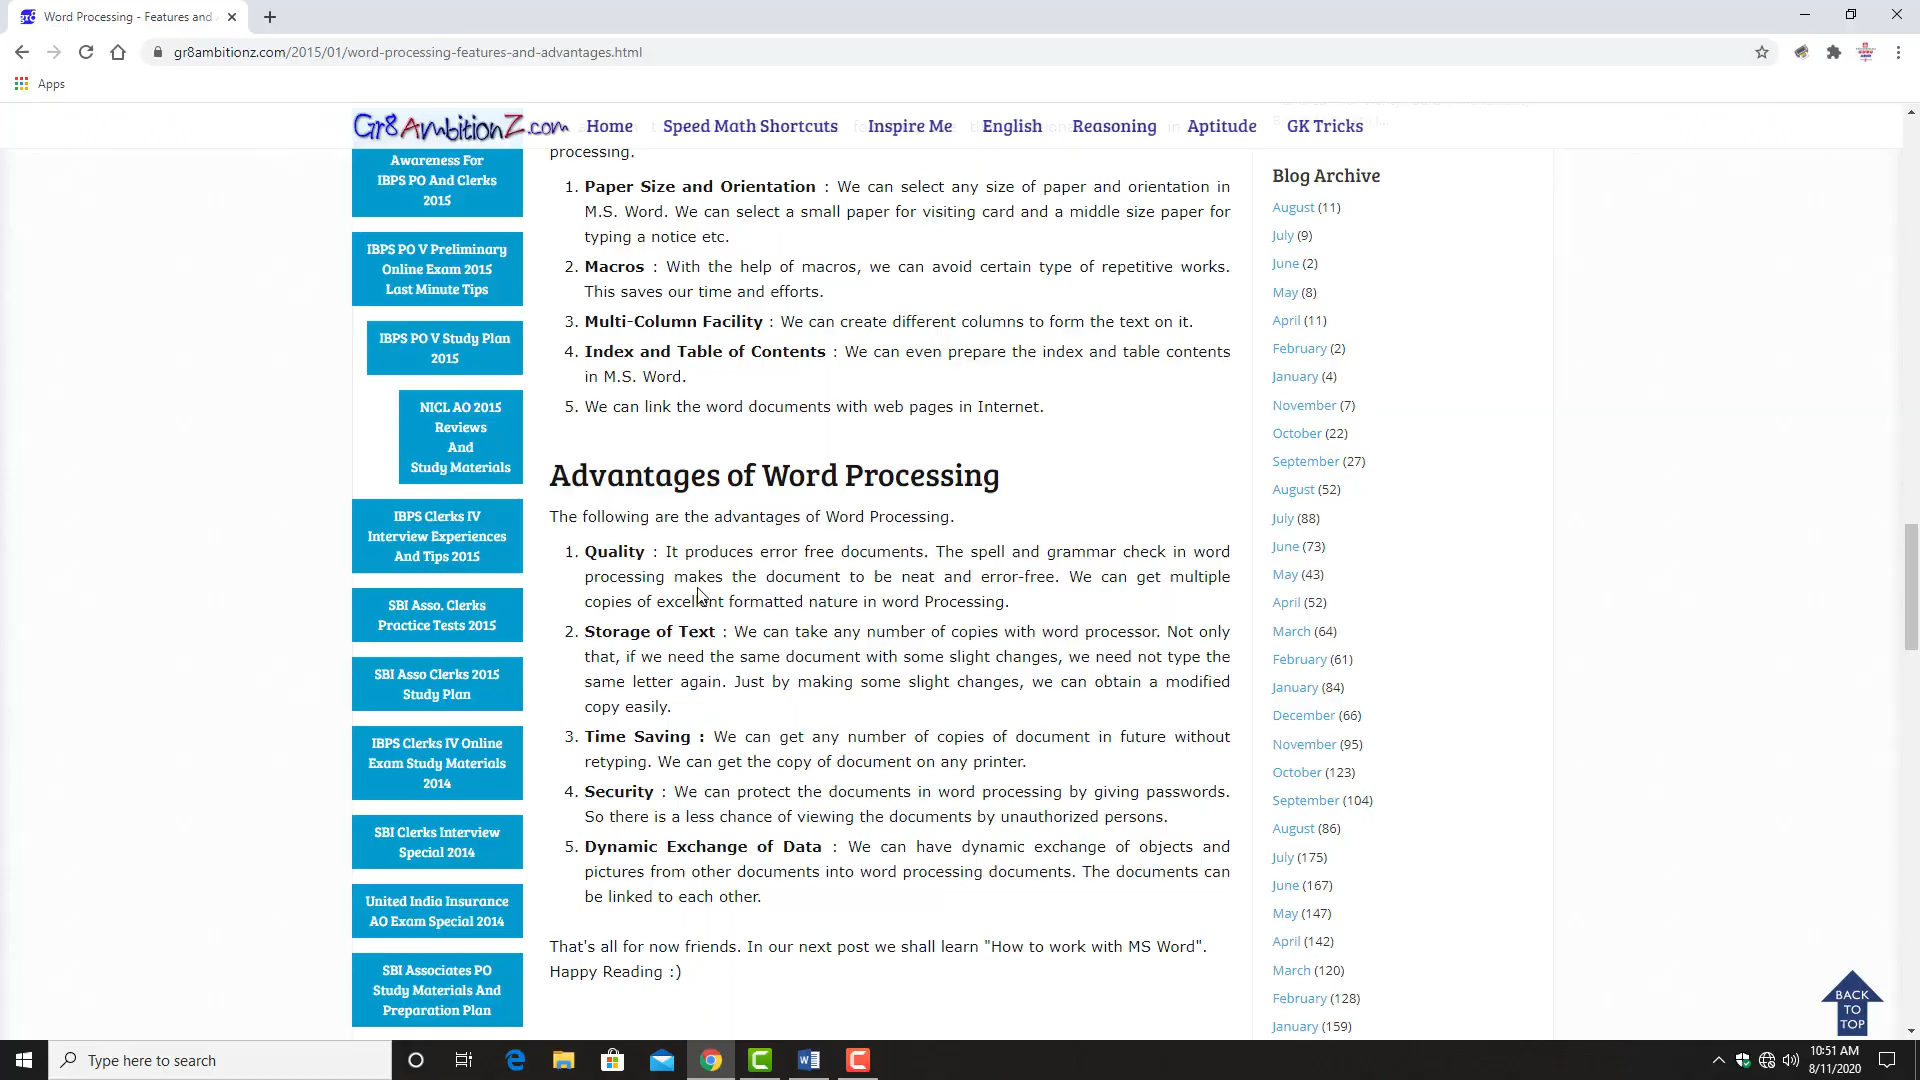 Word Processing - Features and
gr8ambitionz.com/2015/01/word-processing-features-and-advantages.html
Apps
Gr8AmbitionZ.com
Home
Speed Math Shortcuts
Inspire Me
English
Reasoning
Aptitude
GK Tricks
Awareness For
IBPS PO And Clerks
2015
IBPS PO V Preliminary
Online Exam 2015
Last Minute Tips
IBPS PO V Study Plan
2015
NICL AO 2015
Reviews
And
Study Materials
IBPS Clerks IV
Interview Experiences
And Tips 2015
SBI Asso. Clerks
Practice Tests 2015
SBI Asso Clerks 2015
Study Plan
IBPS Clerks IV Online
Exam Study Materials
2014
SBI Clerks Interview
Special 2014
United India Insurance
AO Exam Special 2014
SBI Associates PO
Study Materials And
Preparation Plan
processing.
1. Paper Size and Orientation : We can select any size of paper and orientation in
M.S. Word. We can select a small paper for visiting card and a middle size paper for
typing a notice etc.
2. Macros : With the help of macros, we can avoid certain type of repetitive works.
This saves our time and efforts.
3. Multi-Column Facility : We can create different columns to form the text on it.
4. Index and Table of Contents : We can even prepare the index and table contents
in M.S. Word.
5. We can link the word documents with web pages in Internet.
Advantages of Word Processing
The following are the advantages of Word Processing.
1. Quality : It produces error free documents. The spell and grammar check in word
processing makes the document to be neat and error-free. We can get multiple
copies of excellent formatted nature in word Processing.
2. Storage of Text : We can take any number of copies with word processor. Not only
that, if we need the same document with some slight changes, we need not type the
same letter again. Just by making some slight changes, we can obtain a modified
copy easily.
3. Time Saving : We can get any number of copies of document in future without
retyping. We can get the copy of document on any printer.
4. Security : We can protect the documents in word processing by giving passwords.
So there is a less chance of viewing the documents by unauthorized persons.
5. Dynamic Exchange of Data : We can have dynamic exchange of objects and
pictures from other documents into word processing documents. The documents can
be linked to each other.
That's all for now friends. In our next post we shall learn "How to work with MS Word".
Happy Reading :)
Blog Archive
August (11)
July (9)
June (2)
May (8)
April (11)
February (2)
January (4)
November (7)
October (22)
September (27)
August (52)
July (88)
June (73)
May (43)
April (52)
March (64)
February (61)
January (84)
December (66)
November (95)
October (123)
September (104)
August (86)
July (175)
June (167)
May (147)
April (142)
March (120)
February (128)
January (159)
BACK
TO
TOP
Type here to search
10:51 AM
8/11/2020